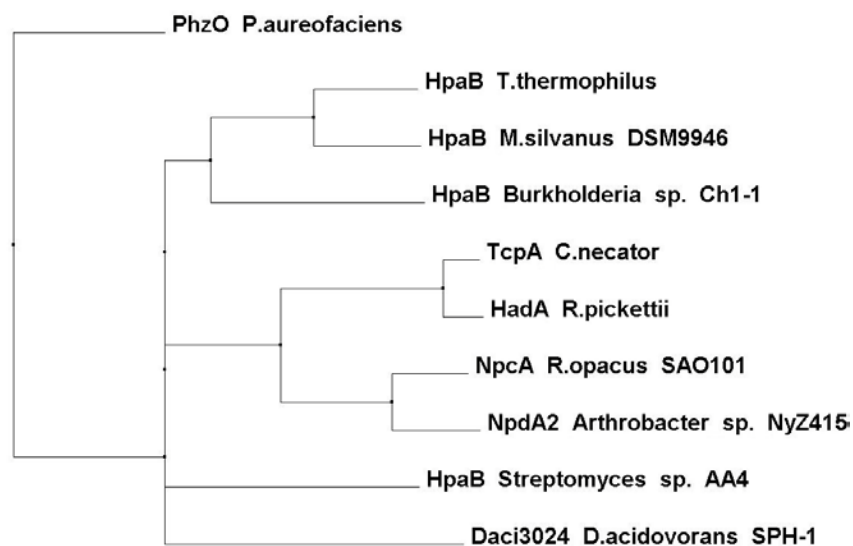 PhzO P.aureofaciens
HpaB T.thermophilus
HpaB M.silvanus DSM9946
HpaB Burkholderia sp. Ch1-1
TcpA C.necator
HadA R.pickettii
NpcA R.opacus SAO101
NpdA2 Arthrobacter sp. NyZ415
HpaB Streptomyces sp. AA4
Daci3024 D.acidovorans SPH-1